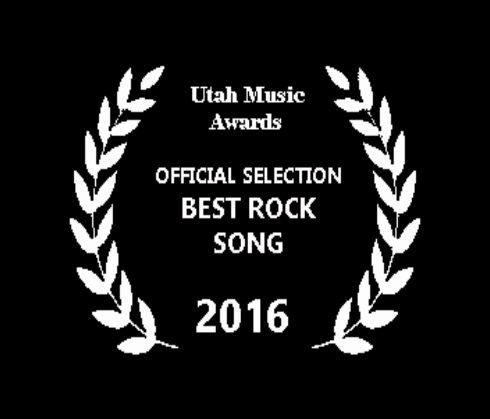 Utah Music
Awards
OFFICIAL SELECTION
BEST ROCK
SONG
2016